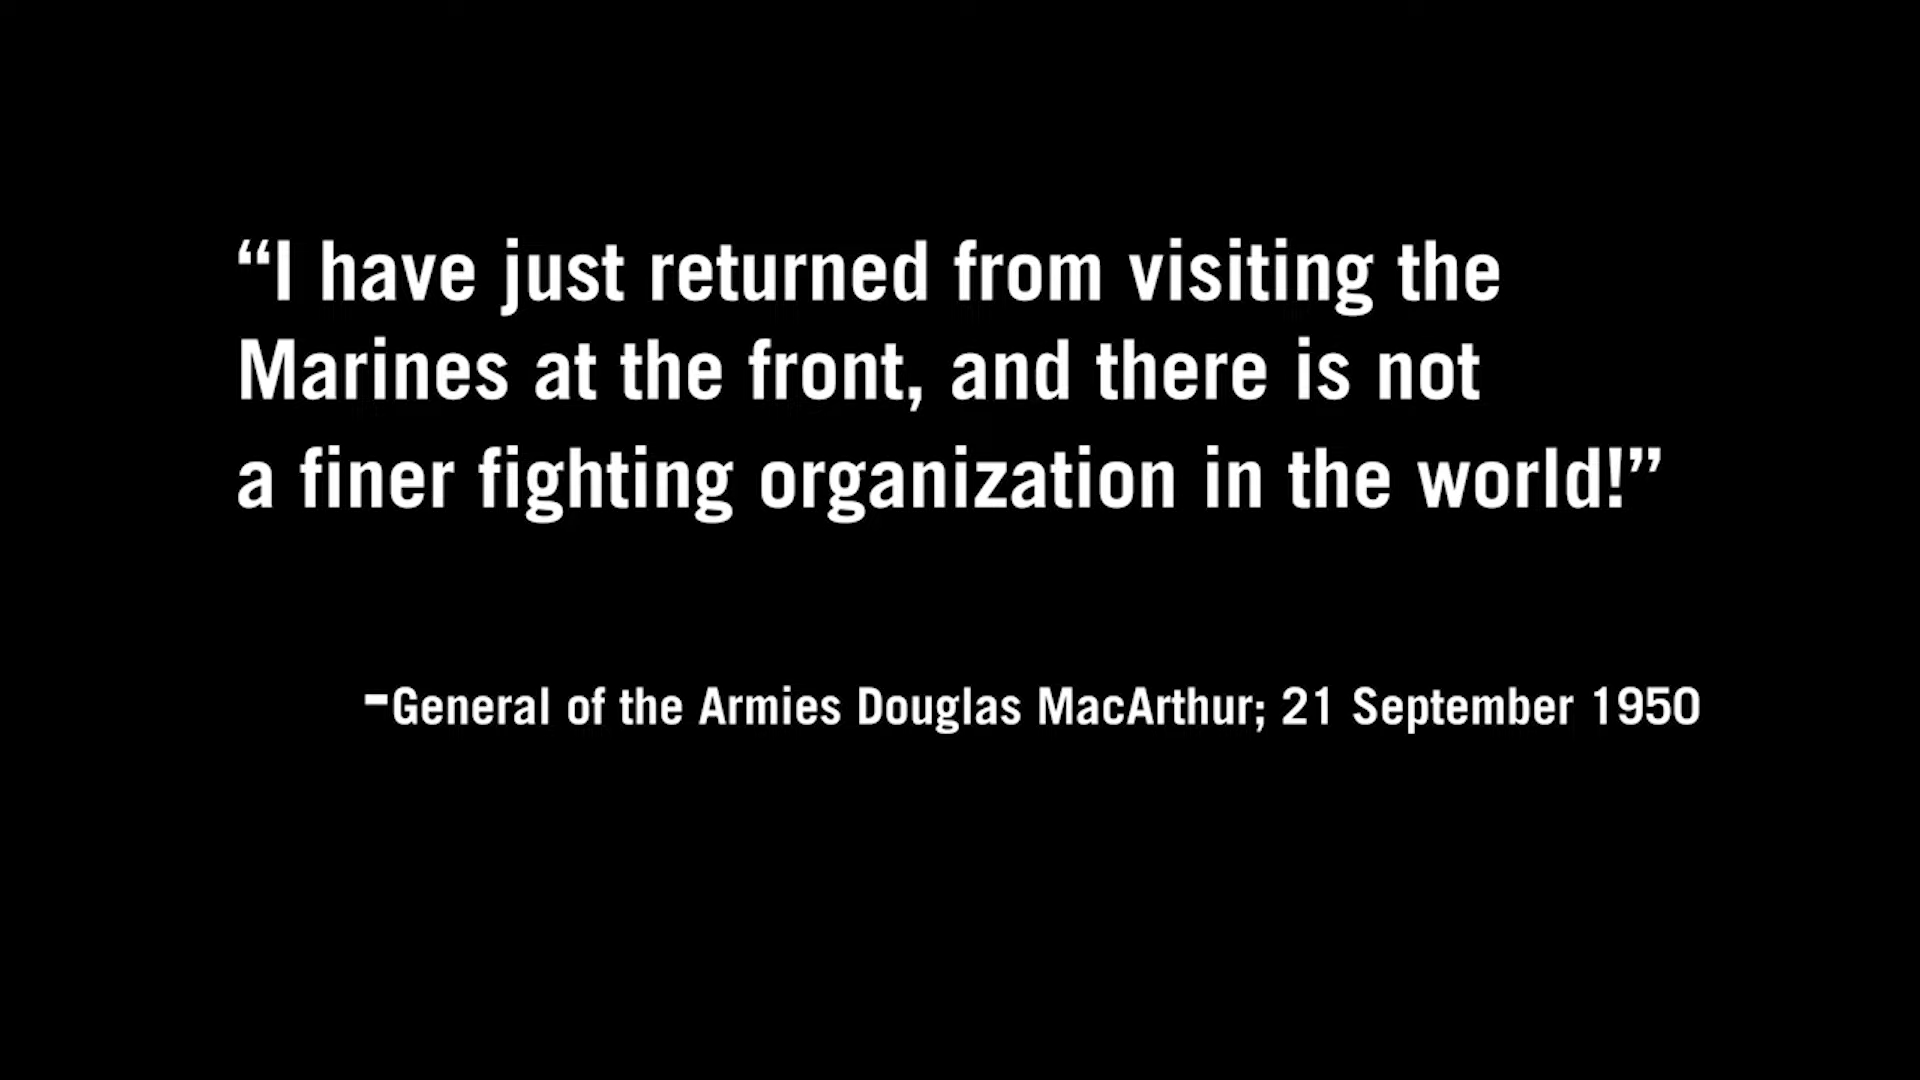 “I have just returned from visiting the
Marines at the front, and there is not
a finer fighting organization in the world!”
-General of the Armies Douglas MacArthur; 21 September 1950